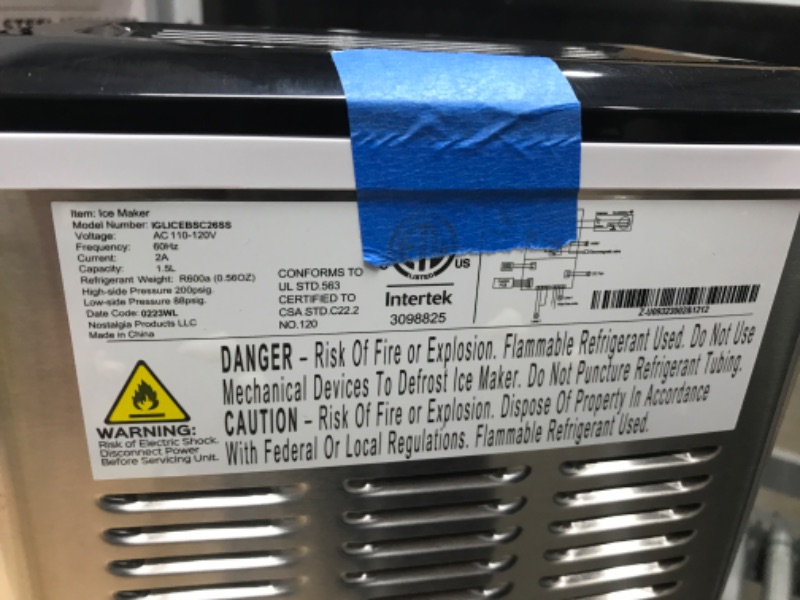 Item: Ice Maker
Model Number: IGLICEBSC26SS
Voltage: AC 110-120V
Frequency: 60Hz
Current: 2A
Capacity: 1.5L
Refrigerant Weight: R600a (0.56OZ)
High-side Pressure 200psig.
Low-side Pressure 88psig.
Date Code: 0223WL
Nostalgia Products LLC
Made in China
CONFORMS TO
UL STD.563
CERTIFIED TO
CSA STD.C22.2
NO.120
US
Intertek
3098825
WARNING:
Risk of Electric Shock.
Disconnect Power
Before Servicing Unit.
DANGER – Risk Of Fire or Explosion. Flammable Refrigerant Used. Do Not Use
Mechanical Devices To Defrost Ice Maker. Do Not Puncture Refrigerant Tubing.
CAUTION – Risk Of Fire or Explosion. Dispose Of Property In Accordance
With Federal Or Local Regulations. Flammable Refrigerant Used.